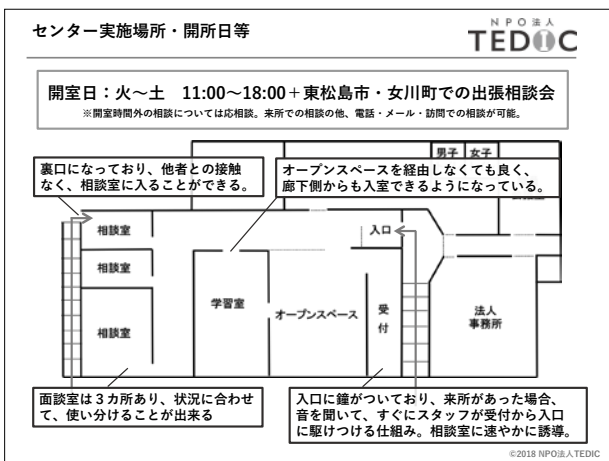 センター実施場所・開所日等
NPO法人
TEDIC
開室日：火～土　11:00～18:00＋東松島市・女川町での出張相談会
※開室時間外の相談については応相談。来所での相談の他、電話・メール・訪問での相談が可能。
裏口になっており、他者との接触
なく、相談室に入ることができる。
オープンスペースを経由しなくても良く、
廊下側からも入室できるようになっている。
男子
女子
相談室
入口
相談室
学習室
オープンスペース
受
付
法人
事務所
相談室
面談室は３カ所あり、状況に合わせ
て、使い分けることが出来る
入口に鐘がついており、来所があった場合、
音を聞いて、すぐにスタッフが受付から入口
に駆けつける仕組み。相談室に速やかに誘導。
©2018 NPO法人TEDIC